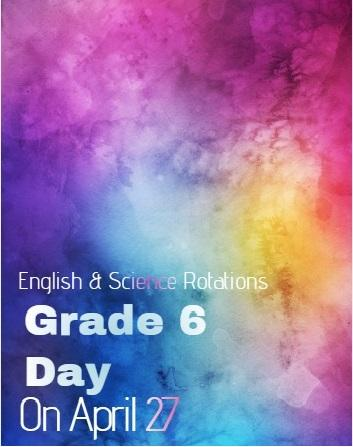 English & Science Rotations
Grade 6
Day
On April 27